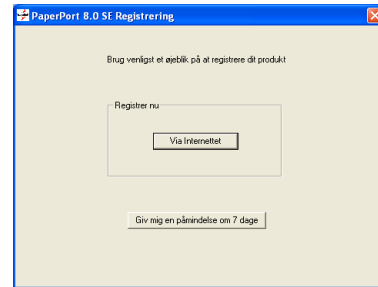 PaperPort 8.0 SE Registrering
Brug venligst et øjeblik på at registrere dit produkt
Registrer nu
Via Internettet
Giv mig en påmindelse om 7 dage